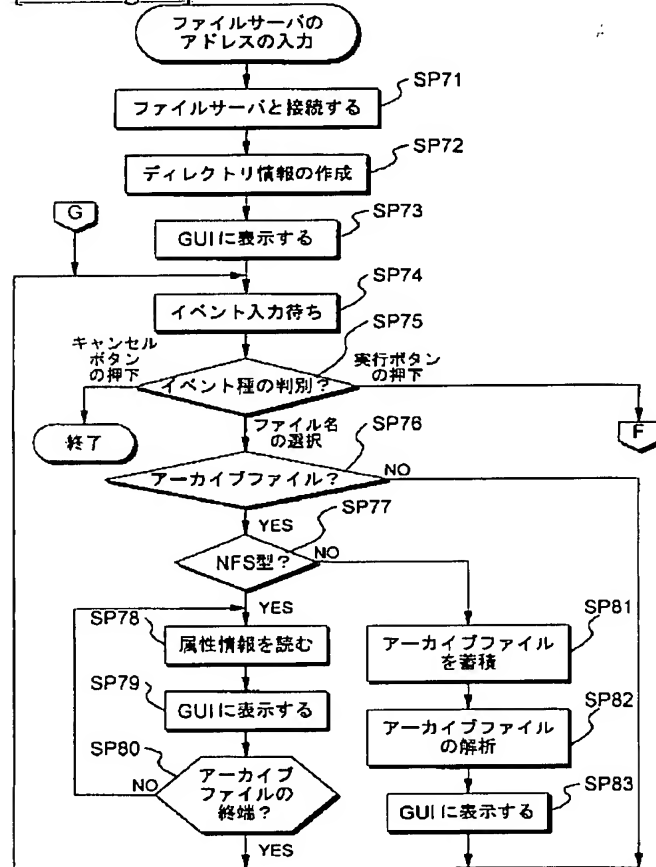 ファイルサーバの
アドレスの入力
SP71
ファイルサーバと接続する
SP72
ディレクトリ情報の作成
G
SP73
GUIに表示する
SP74
イベント入力待ち
SP75
キャンセル
ボタン
の押下
実行ボタン
の押下
イベント種の判別?
終了
ファイル名
の選択
SP76
F
アーカイブファイル?
NO
YES
SP77
NFS型?
NO
YES
SP78
属性情報を読む
SP81
アーカイブファイル
を蓄積
SP79
GUIに表示する
SP82
アーカイブファイル
の解析
SP80
アーカイブ
ファイルの
終端?
NO
SP83
GUIに表示する
YES